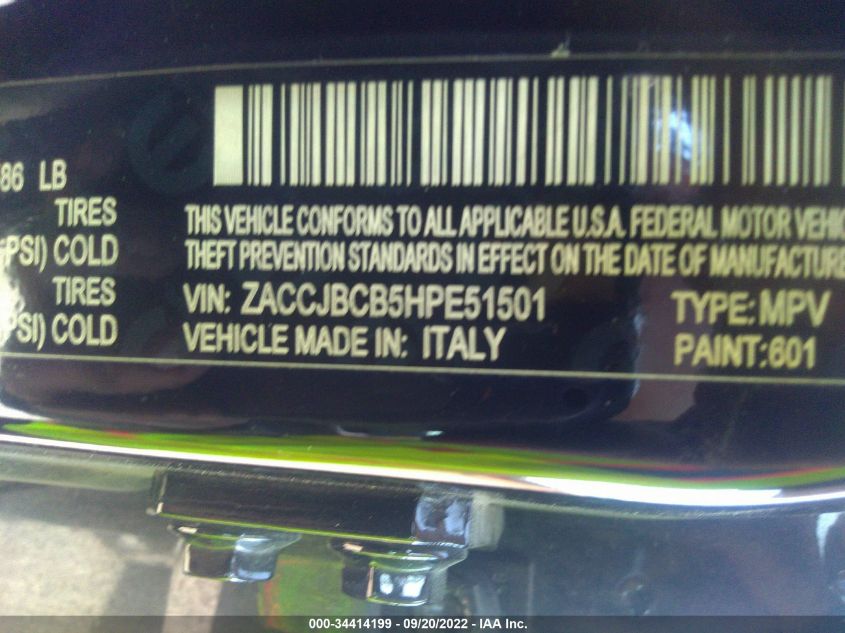 86 LB
TIRES
PSI) COLD
TIRES
PSI) COLD
THIS VEHICLE CONFORMS TO ALL APPLICABLE U.S.A. FEDERAL MOTOR VEHIC
THEFT PREVENTION STANDARDS IN EFFECT ON THE DATE OF MANUFACTURE
VIN: ZACCJBCB5HPE51501 TYPE: MPV
VEHICLE MADE IN: ITALY PAINT:601
000-34414199 - 09/20/2022 - IAA Inc.